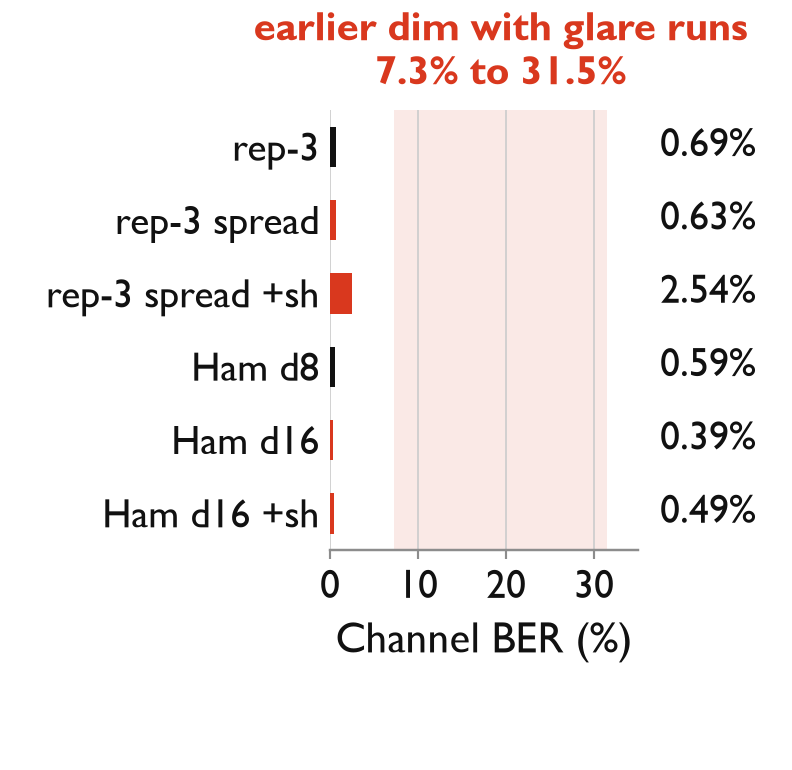 earlier dim with glare runs
7.3% to 31.5%
rep-3 0.69%
rep-3 spread 0.63%
rep-3 spread +sh 2.54%
Ham d8 0.59%
Ham d16 0.39%
Ham d16 +sh 0.49%
0 10 20 30
Channel BER (%)